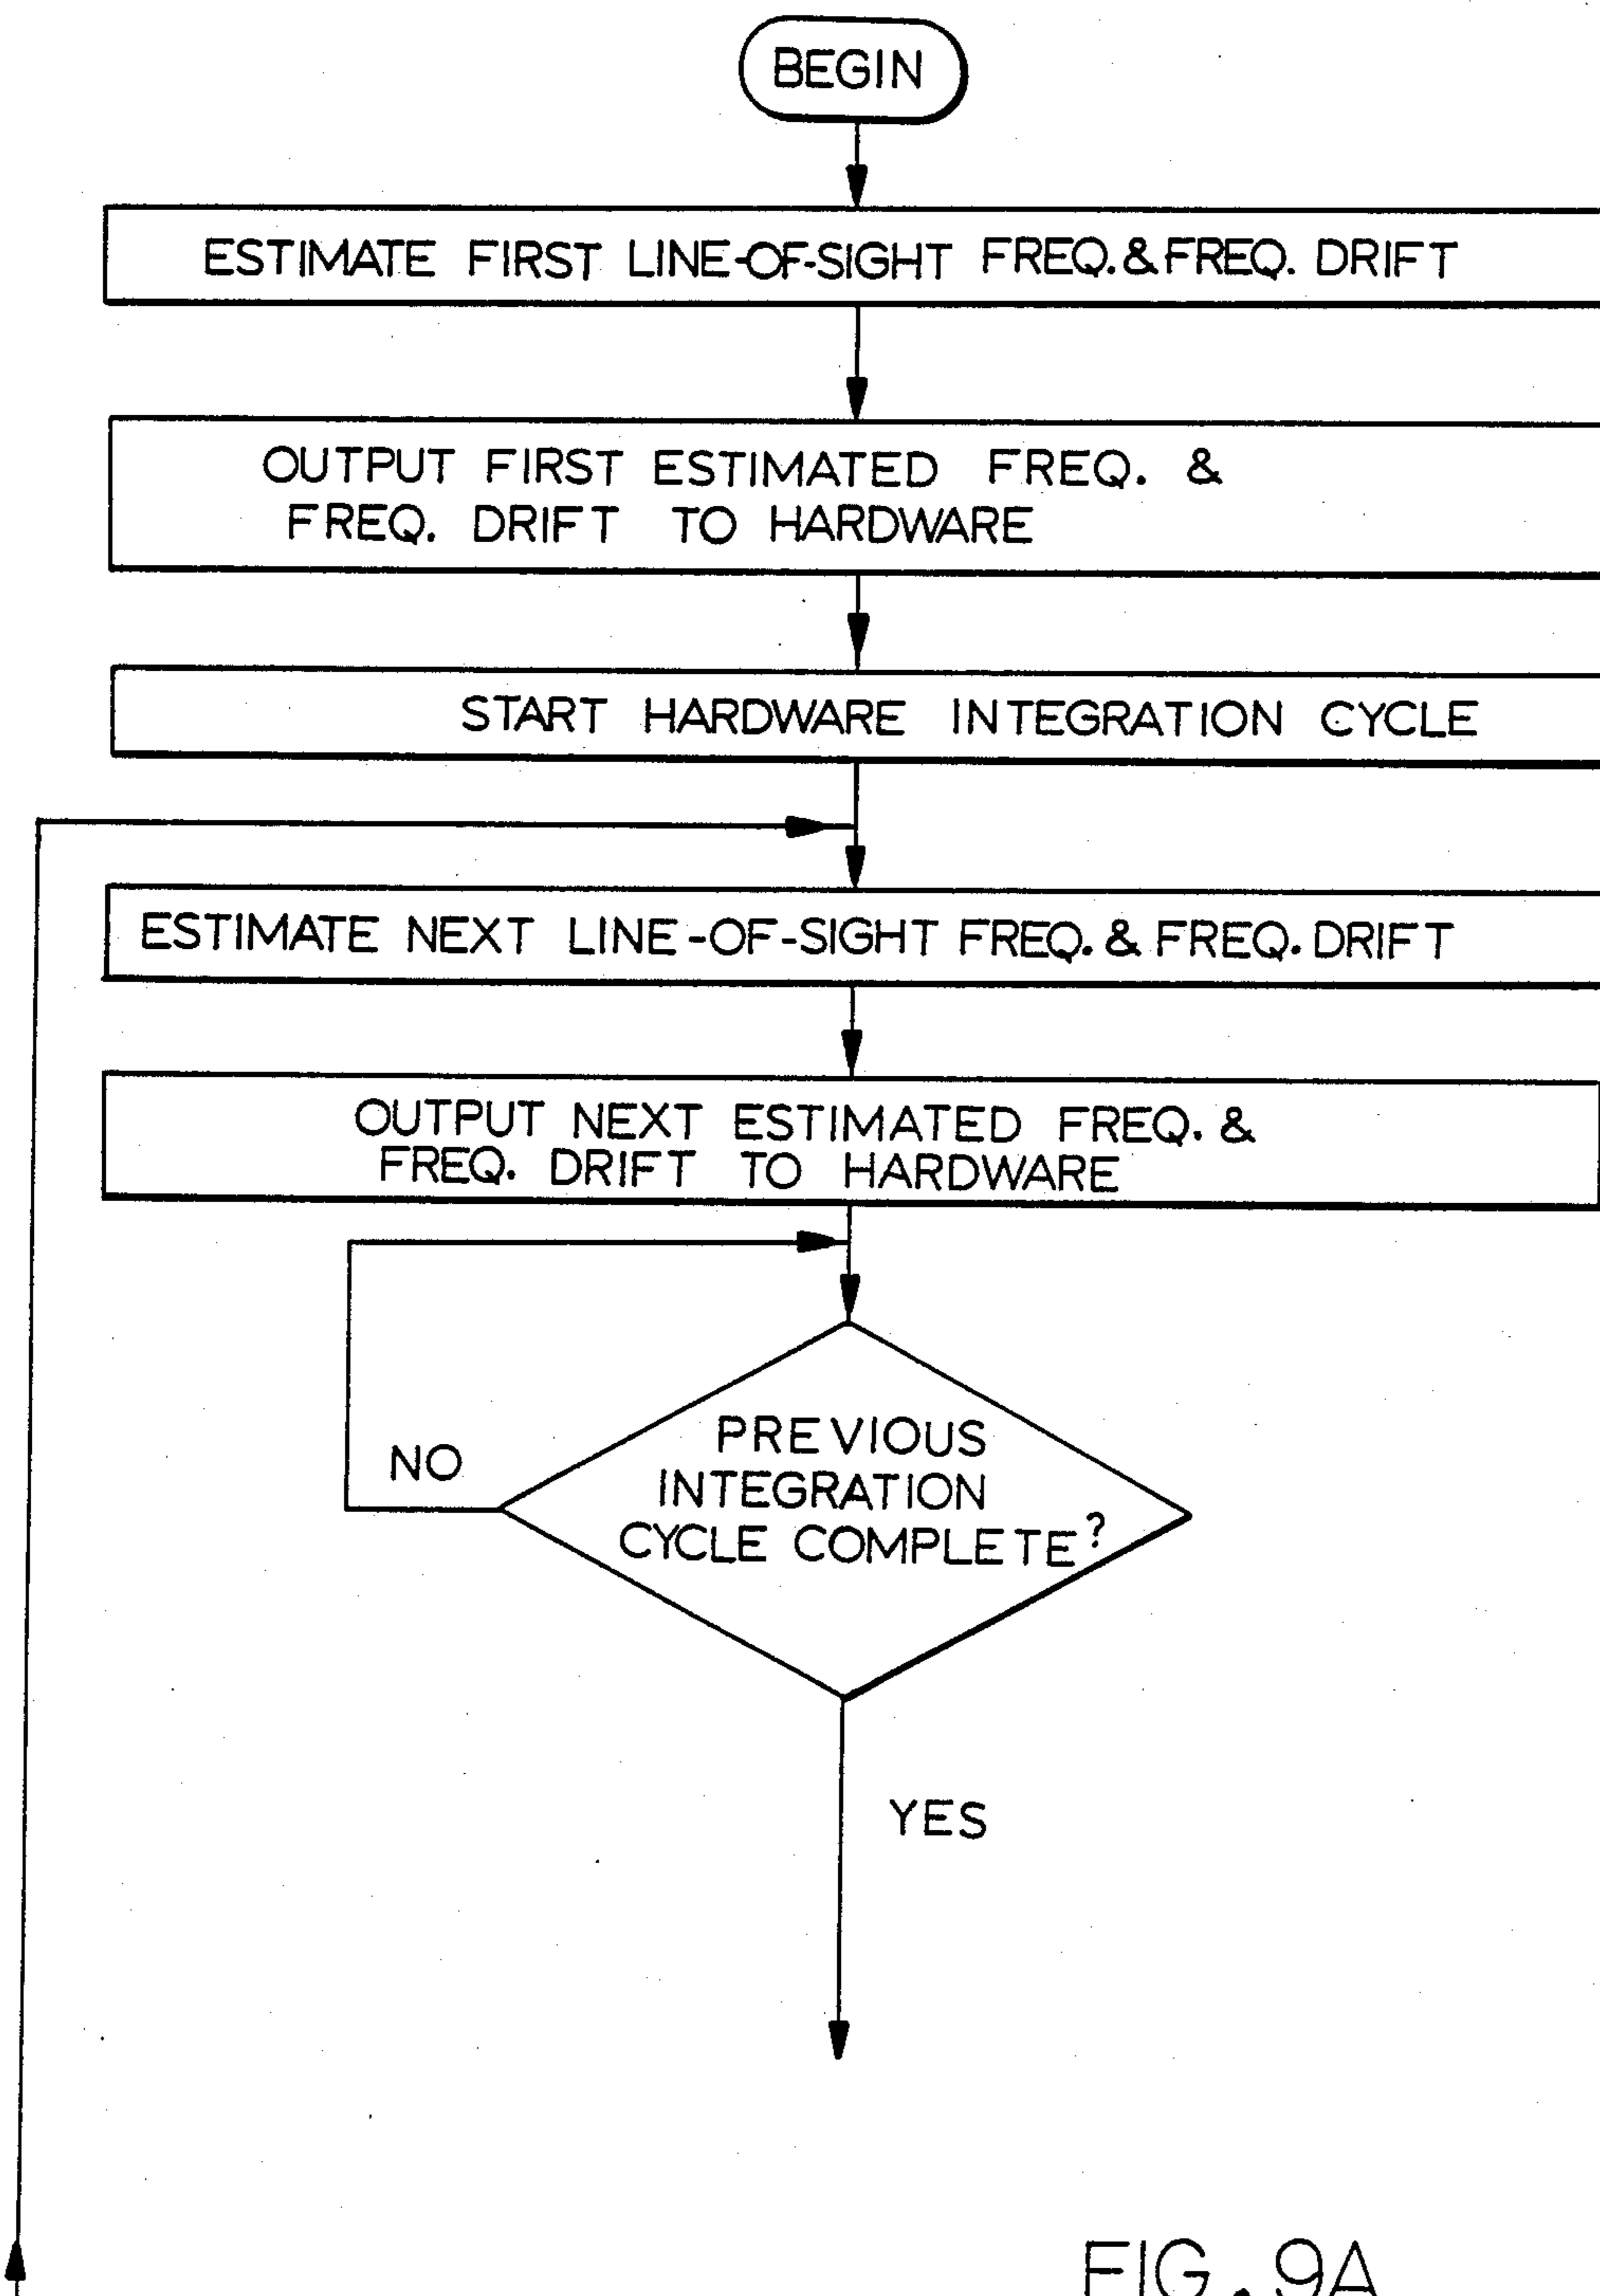 BEGIN
ESTIMATE FIRST LINE-OF-SIGHT FREQ. & FREQ. DRIFT
OUTPUT FIRST ESTIMATED FREQ. &
FREQ. DRIFT TO HARDWARE
START HARDWARE INTEGRATION CYCLE
ESTIMATE NEXT LINE-OF-SIGHT FREQ. & FREQ. DRIFT
OUTPUT NEXT ESTIMATED FREQ. &
FREQ. DRIFT TO HARDWARE
PREVIOUS
INTEGRATION
CYCLE COMPLETE?
NO
YES
FIG. 9A